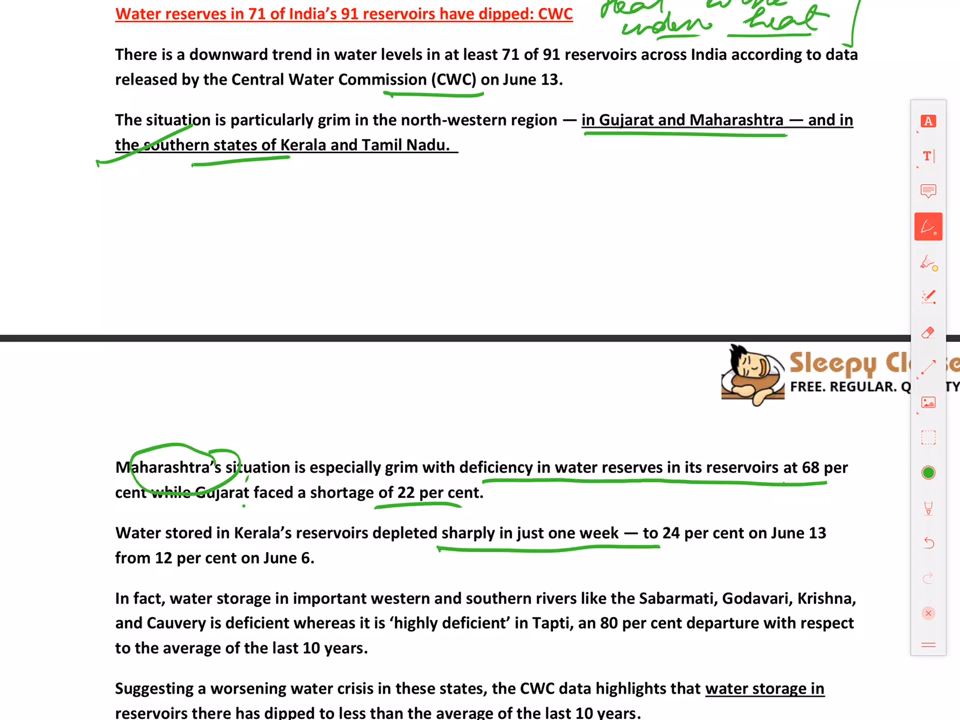 heat
under heat
Water reserves in 71 of India's 91 reservoirs have dipped: CWC
There is a downward trend in water levels in at least 71 of 91 reservoirs across India according to data
released by the Central Water Commission (CWC) on June 13.
The situation is particularly grim in the north-western region — in Gujarat and Maharashtra — and in
the southern states of Kerala and Tamil Nadu.
Sleepy Cl
FREE. REGULAR. Q TY
Maharashtra's situation is especially grim with deficiency in water reserves in its reservoirs at 68 per
cent while Gujarat faced a shortage of 22 per cent.
Water stored in Kerala's reservoirs depleted sharply in just one week — to 24 per cent on June 13
from 12 per cent on June 6.
In fact, water storage in important western and southern rivers like the Sabarmati, Godavari, Krishna,
and Cauvery is deficient whereas it is ‘highly deficient’ in Tapti, an 80 per cent departure with respect
to the average of the last 10 years.
Suggesting a worsening water crisis in these states, the CWC data highlights that water storage in
reservoirs there has dipped to less than the average of the last 10 years.